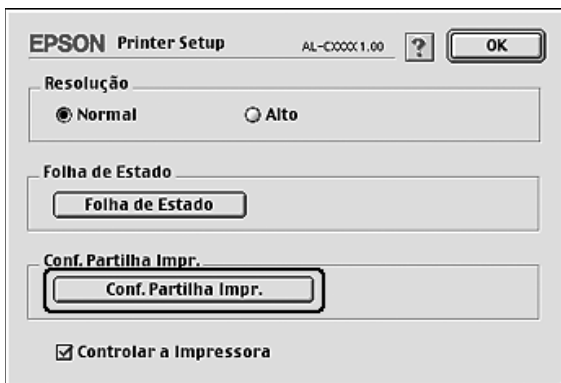 EPSON Printer Setup AL-CXXXX 1.00 ? OK
Resolução
Normal Alto
Folha de Estado
Folha de Estado
Conf. Partilha Impr.
Conf. Partilha Impr.
Controlar a Impressora